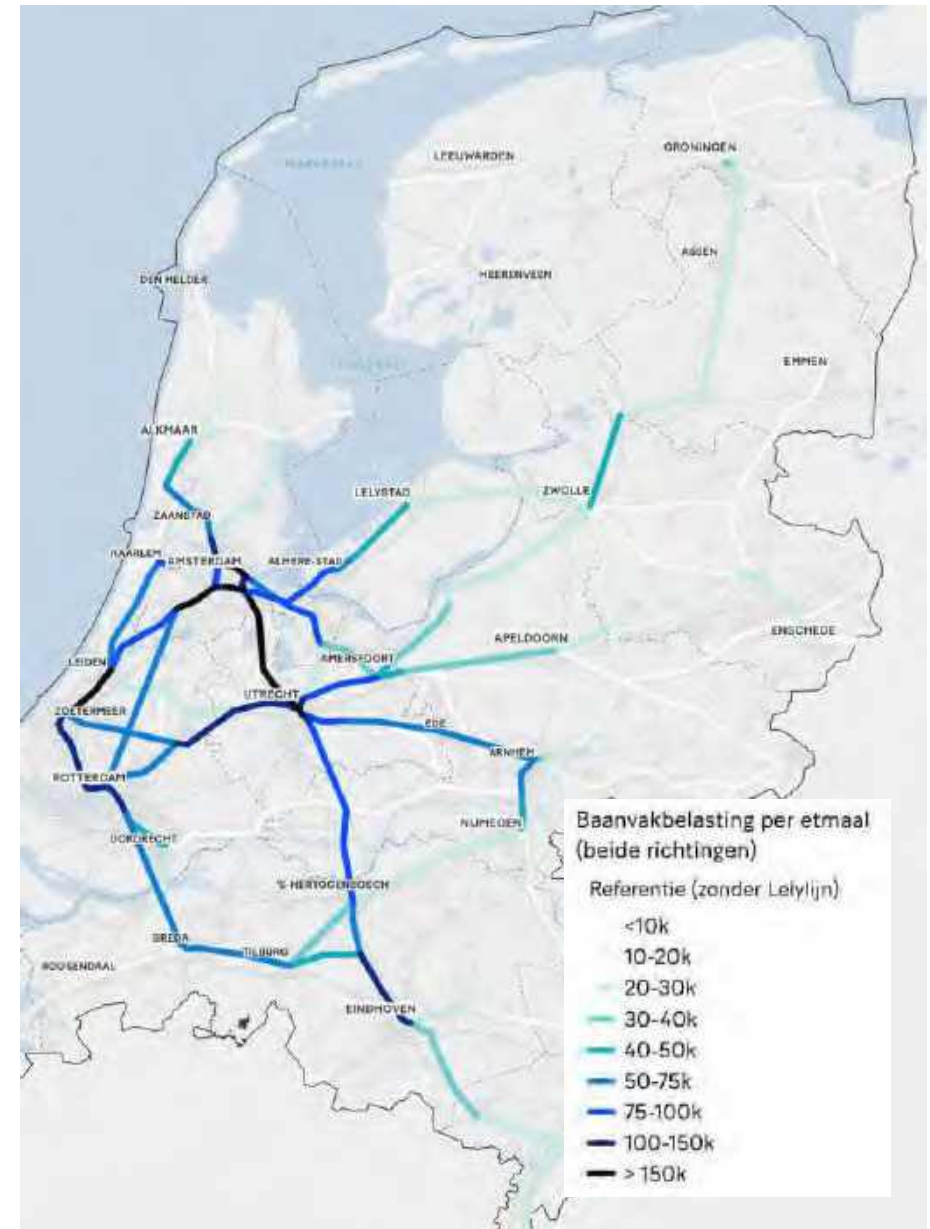 LEEUWARDEN
GRONINGEN
ASSEN
DEN HELDER
HEERENVEEN
EMMEN
ALKMAAR
LELYSTAD
ZWOLLE
ZAANSTAD
HAARLEM
AMSTERDAM
ALMERE-STAD
ENSCHEDE
APELDOORN
AMERSFOORT
LEIDEN
UTRECHT
ZOETERMEER
EDE
ARNHEM
ROTTERDAM
NIJMEGEN
DORDRECHT
'S-HERTOGENBOSCH
BREDA
TILBURG
ROOSENDAAL
EINDHOVEN
Baanvakbelasting per etmaal
(beide richtingen)
Referentie (zonder Lelylijn)
<10k
10-20k
20-30k
30-40k
40-50k
50-75k
75-100k
100-150k
> 150k